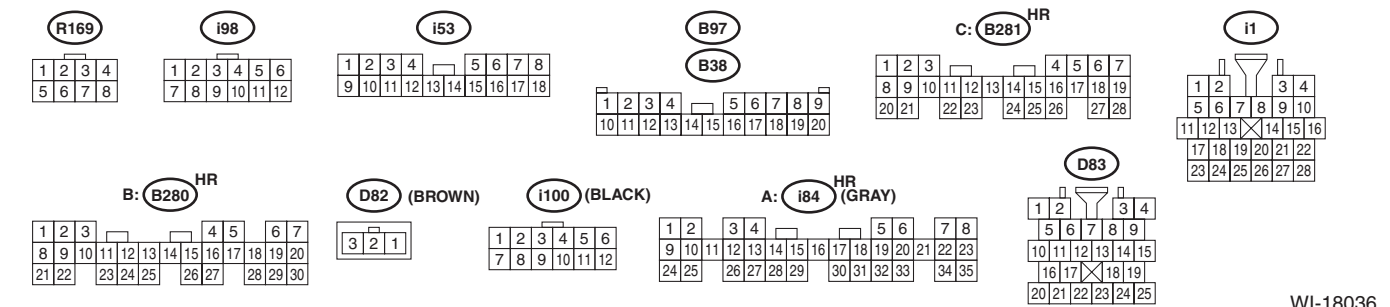 R169
1 2 3 4
5 6 7 8
i98
1 2 3 4 5 6
7 8 9 10 11 12
i53
1 2 3 4 5 6 7 8
9 10 11 12 13 14 15 16 17 18
B97
B38
1 2 3 4 5 6 7 8 9
10 11 12 13 14 15 16 17 18 19 20
C: B281 HR
1 2 3 4 5 6 7
8 9 10 11 12 13 14 15 16 17 18 19
20 21 22 23 24 25 26 27 28
i1
1 2 3 4
5 6 7 8 9 10
11 12 13 14 15 16
17 18 19 20 21 22
23 24 25 26 27 28
B: B280 HR
1 2 3 4 5 6 7
8 9 10 11 12 13 14 15 16 17 18 19 20
21 22 23 24 25 26 27 28 29 30
D82 (BROWN)
3 2 1
i100 (BLACK)
1 2 3 4 5 6
7 8 9 10 11 12
A: i84 HR (GRAY)
1 2 3 4 5 6 7 8
9 10 11 12 13 14 15 16 17 18 19 20 21 22 23
24 25 26 27 28 29 30 31 32 33 34 35
D83
1 2 3 4
5 6 7 8 9
10 11 12 13 14 15
16 17 18 19
20 21 22 23 24 25
WI-18036